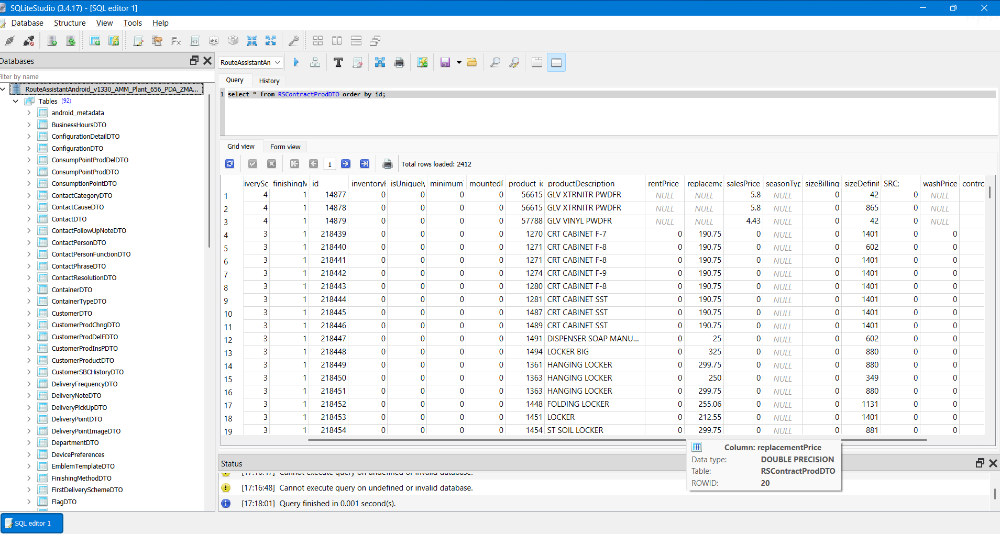 SQLiteStudio (3.4.17) - [SQL editor 1]
Database Structure View Tools Help
Databases
RouteAssistantAn
Query History
Filter by name
RouteAssistantAndroid_v1330_AMM_Plant_656_PDA_ZMA...
Tables (92)
android_metadata
BusinessHoursDTO
ConfigurationDetailDTO
ConfigurationDTO
ConsumpPointProdDelDTO
ConsumpPointProdDTO
ConsumptionPointDTO
ContactCategoryDTO
ContactCauseDTO
ContactDTO
ContactFollowUpNoteDTO
ContactPersonDTO
ContactPersonFunctionDTO
ContactPhraseDTO
ContactResolutionDTO
ContainerDTO
ContainerTypeDTO
CustomerDTO
CustomerProdChngDTO
CustomerProdDelFDTO
CustomerProdInsPDTO
CustomerProductDTO
CustomerSBCHistoryDTO
DeliveryFrequencyDTO
DeliveryNoteDTO
DeliveryPickUpDTO
DeliveryPointDTO
DeliveryPointImageDTO
DepartmentDTO
DevicePreferences
EmblemTemplateDTO
FinishingMethodDTO
FirstDeliverySchemeDTO
FlagDTO
1 select * from RSContractProdDTO order by id;
Grid view Form view
1 Total rows loaded: 2412
iverySc finishingM id inventoryE isUniquely minimumT mountedF product_ic productDescription rentPrice replaceme salesPrice seasonTyp sizeBilling sizeDefinit SRC; washPrice contro
1 4 1 14877 0 0 0 0 56615 GLV XTRNITR PWDFR NULL NULL 5.8 NULL 0 42 0 NULL
2 4 1 14878 0 0 0 0 56615 GLV XTRNITR PWDFR NULL NULL 5.8 NULL 0 865 0 NULL
3 4 1 14879 0 0 0 0 57788 GLV VINYL PWDFR NULL NULL 4.43 NULL 0 42 0 NULL
4 3 1 218439 0 0 0 0 1270 CRT CABINET F-7 0 190.75 0 NULL 0 1401 0 0
5 3 1 218440 0 0 0 0 1271 CRT CABINET F-8 0 190.75 0 NULL 0 602 0 0
6 3 1 218441 0 0 0 0 1271 CRT CABINET F-8 0 190.75 0 NULL 0 1401 0 0
7 3 1 218442 0 0 0 0 1274 CRT CABINET F-9 0 190.75 0 NULL 0 1401 0 0
8 3 1 218443 0 0 0 0 1280 CRT CABINET F-8 0 190.75 0 NULL 0 1401 0 0
9 3 1 218444 0 0 0 0 1281 CRT CABINET SST 0 190.75 0 NULL 0 1401 0 0
10 3 1 218445 0 0 0 0 1487 CRT CABINET SST 0 190.75 0 NULL 0 1401 0 0
11 3 1 218446 0 0 0 0 1489 CRT CABINET SST 0 190.75 0 NULL 0 1401 0 0
12 3 1 218447 0 0 0 0 1491 DISPENSER SOAP MANU... 0 25 0 NULL 0 602 0 0
13 3 1 218448 0 0 0 0 1494 LOCKER BIG 0 325 0 NULL 0 880 0 0
14 3 1 218449 0 0 0 0 1361 HANGING LOCKER 0 299.75 0 NULL 0 880 0 0
15 3 1 218450 0 0 0 0 1363 HANGING LOCKER 0 250 0 NULL 0 349 0 0
16 3 1 218451 0 0 0 0 1363 HANGING LOCKER 0 299.75 0 NULL 0 880 0 0
17 3 1 218452 0 0 0 0 1448 FOLDING LOCKER 0 255.06 0 NULL 0 1131 0 0
18 3 1 218453 0 0 0 0 1451 LOCKER 0 212.55 0 NULL 0 1401 0 0
19 3 1 218454 0 0 0 0 1454 ST SOIL LOCKER 0 299.75 0 NULL 0 881 0 0
Column: replacementPrice
Data type: DOUBLE PRECISION
Table: RSContractProdDTO
ROWID: 20
Status
Cannot execute query on undefined or invalid database.
[17:16:48] Cannot execute query on undefined or invalid database.
[17:18:01] Query finished in 0.001 second(s).
SQL editor 1